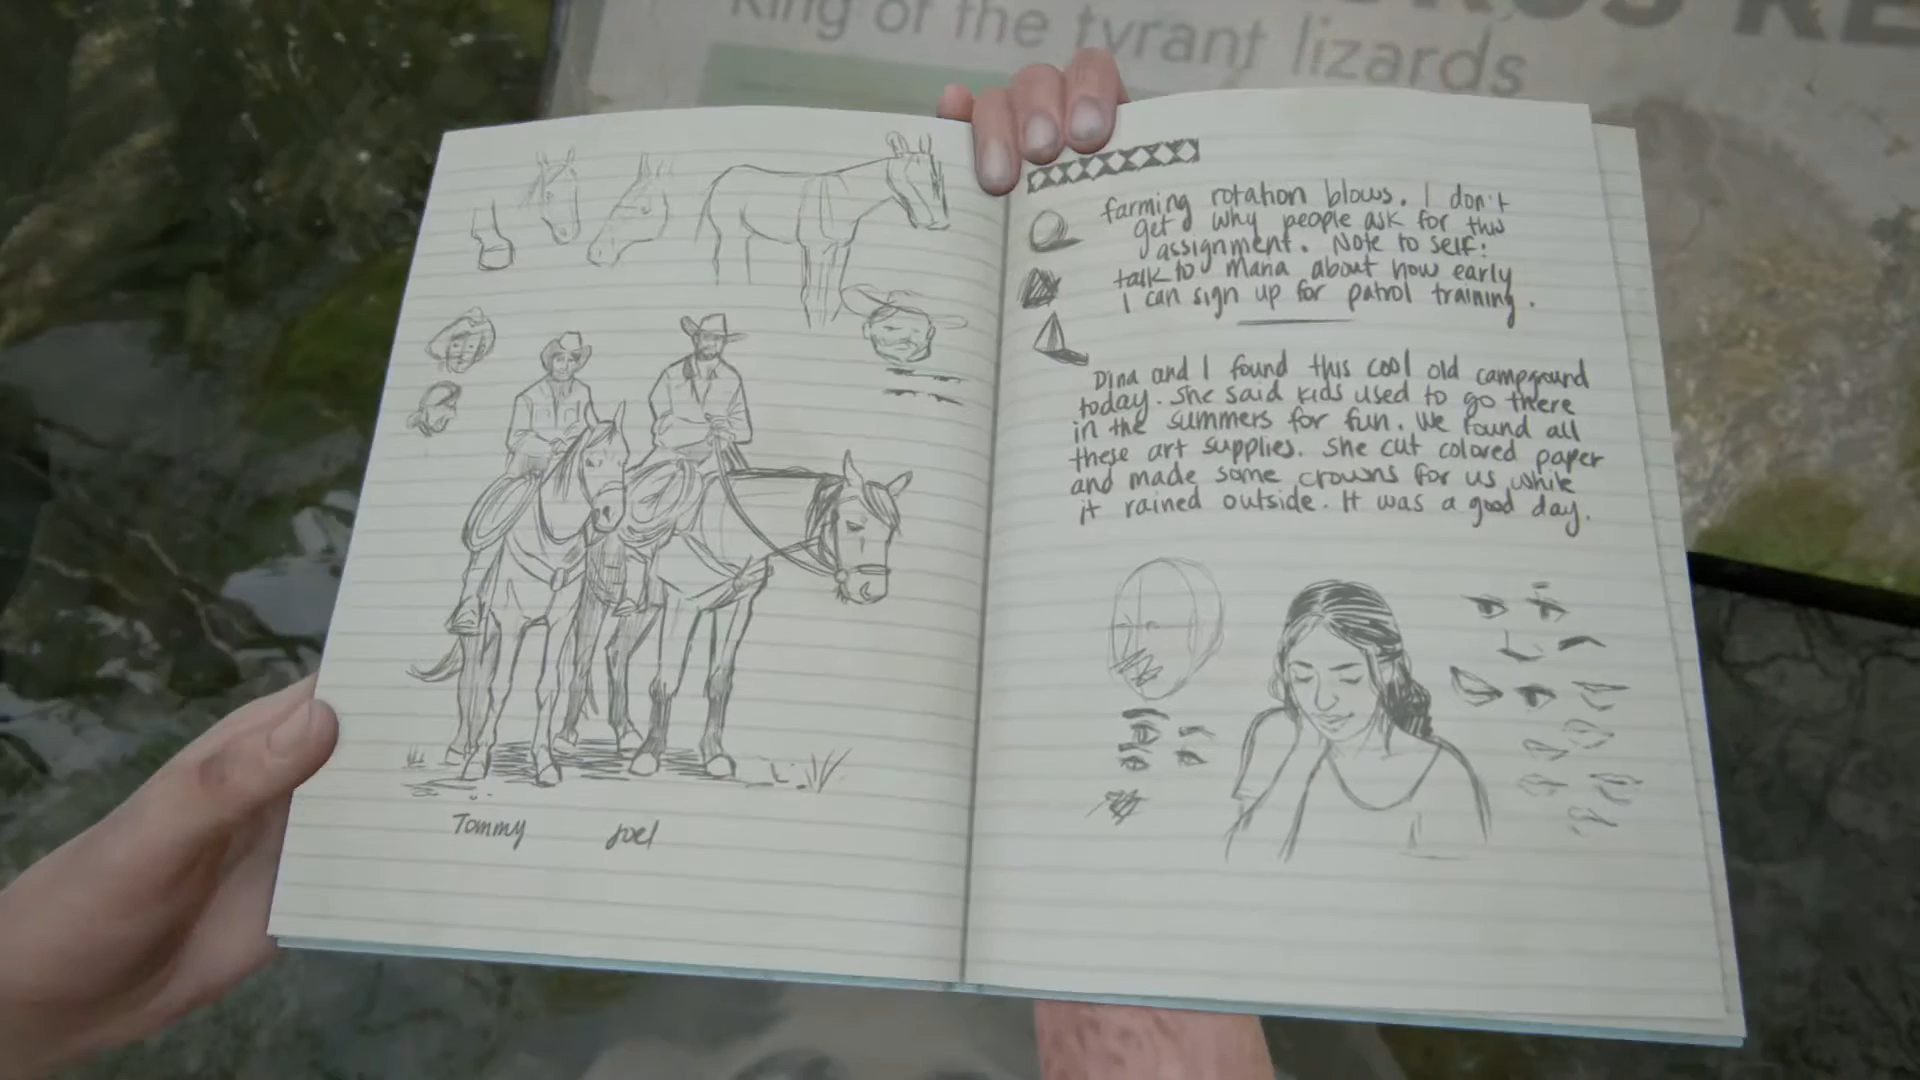 King of the tyrant lizards
farming rotation blows. I don't
get why people ask for this
assignment. Note to self:
talk to Maria about how early
I can sign up for patrol training.
Dina and I found this cool old campground
today. She said kids used to go there
in the summers for fun. We found all
these art supplies. She cut colored paper
and made some crowns for us while
it rained outside. It was a good day.
Tommy Joel